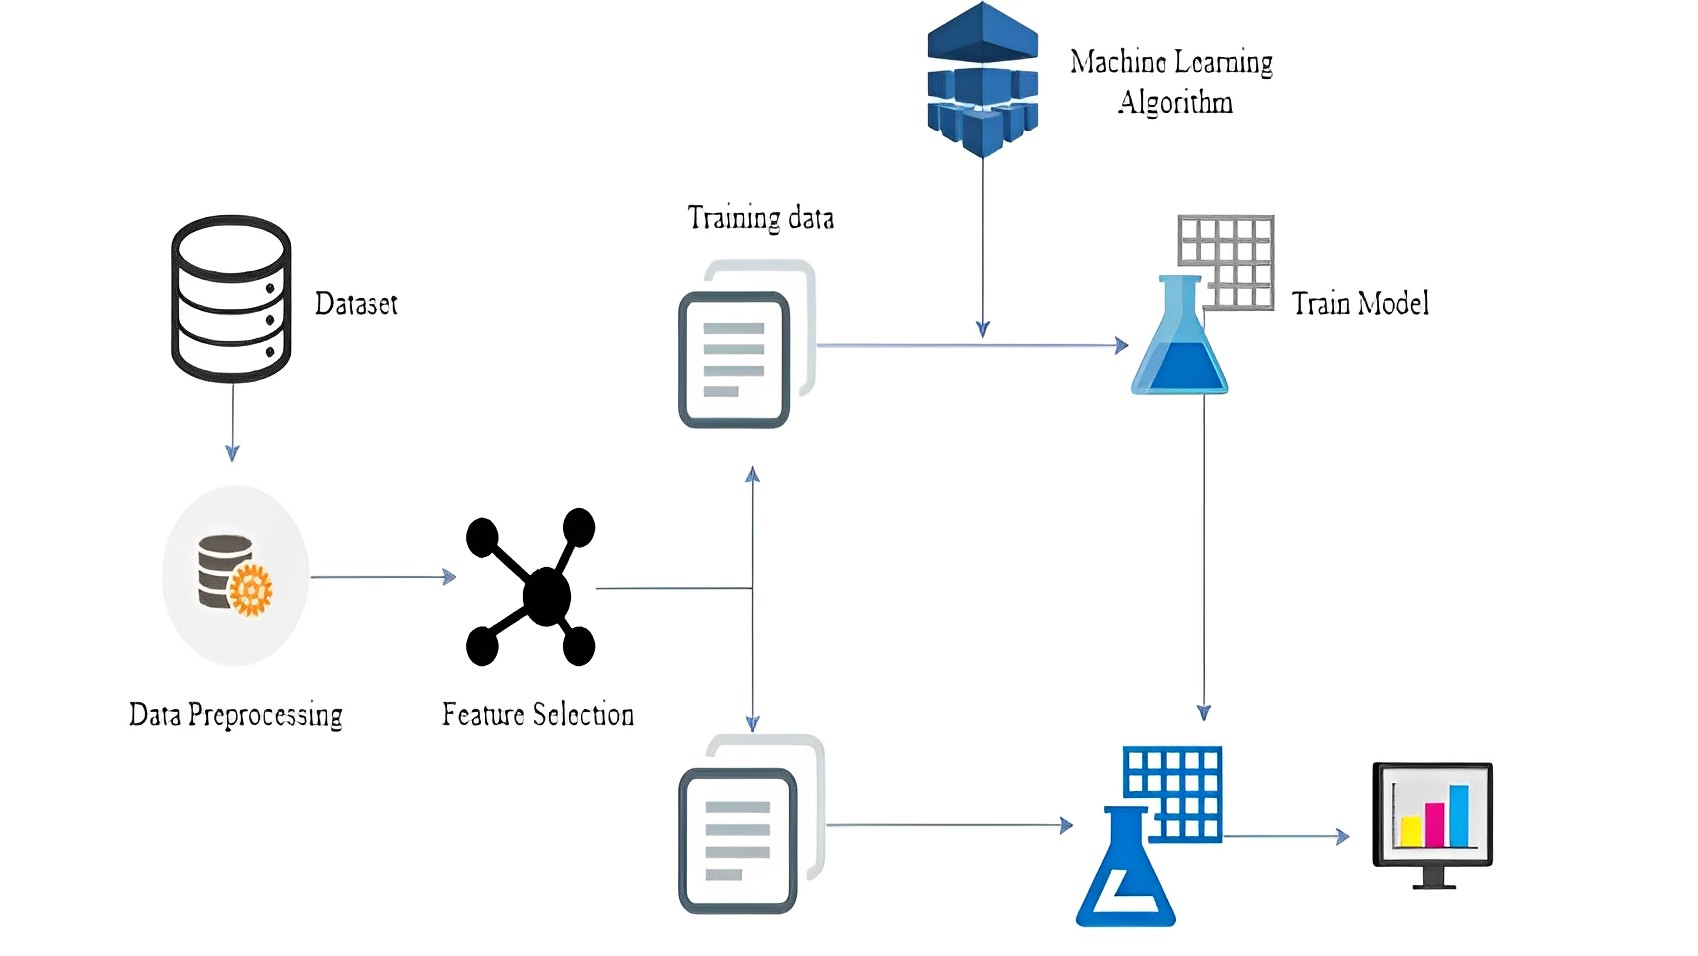 Machine Learning
Algorithm
Training data
Dataset
Train Model
Data Preprocessing
Feature Selection